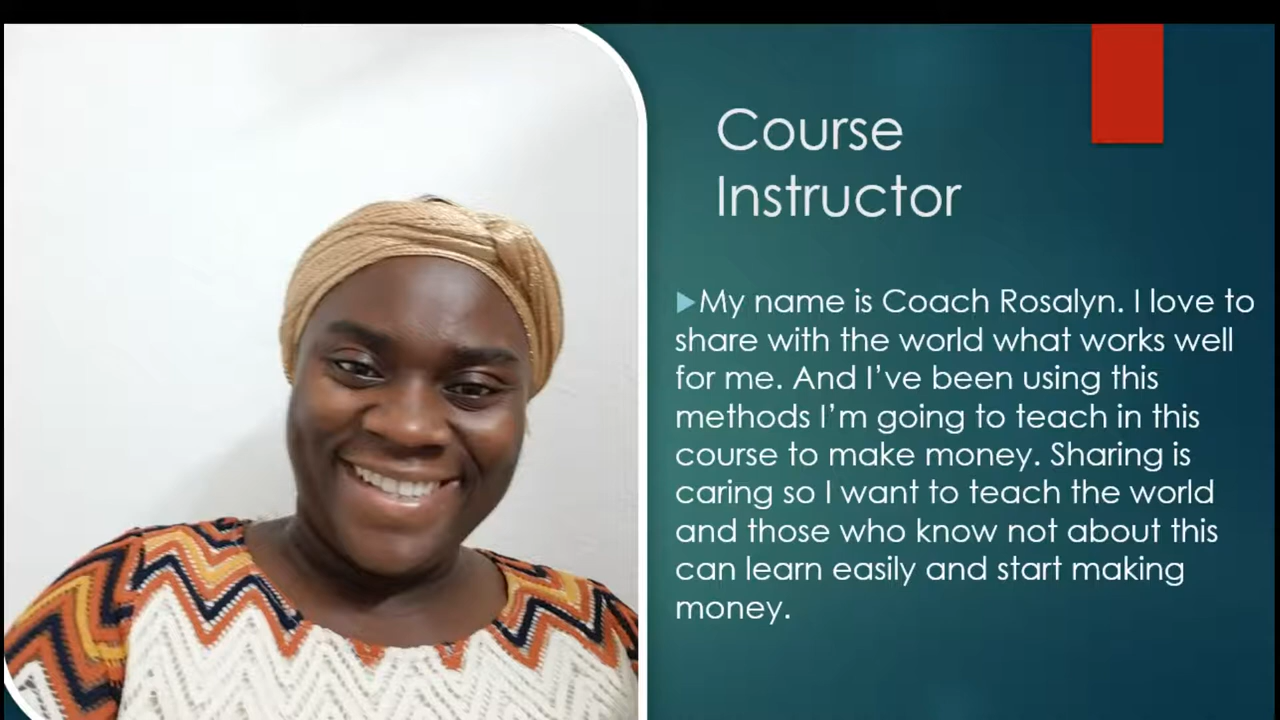 Course
Instructor
My name is Coach Rosalyn. I love to
share with the world what works well
for me. And I’ve been using this
methods I’m going to teach in this
course to make money. Sharing is
caring so I want to teach the world
and those who know not about this
can learn easily and start making
money.